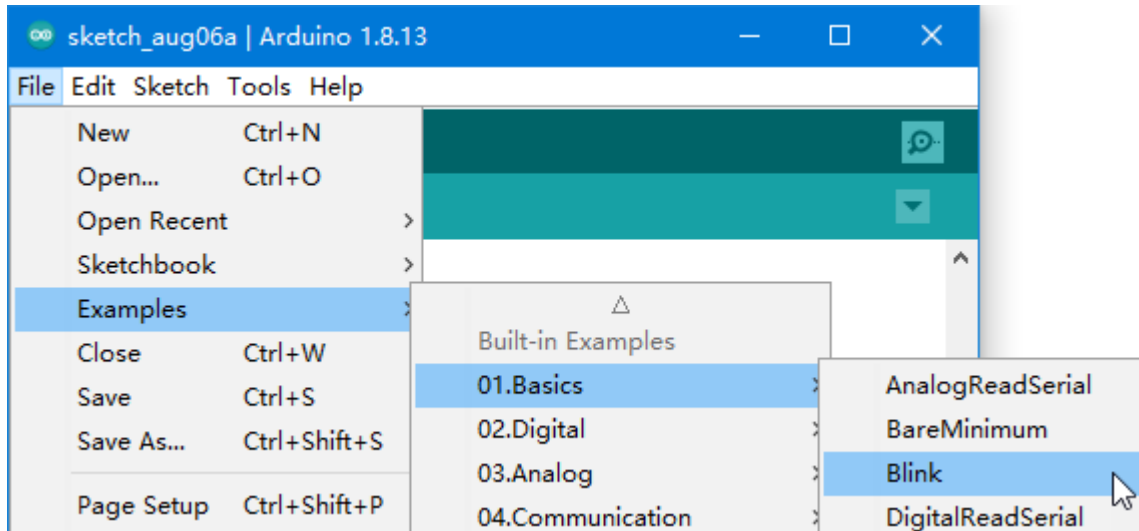 sketch_aug06a | Arduino 1.8.13
File Edit Sketch Tools Help
New Ctrl+N
Open... Ctrl+O
Open Recent
Sketchbook
Examples
Close Ctrl+W
Save Ctrl+S
Save As... Ctrl+Shift+S
Page Setup Ctrl+Shift+P
Built-in Examples
01.Basics
02.Digital
03.Analog
04.Communication
AnalogReadSerial
BareMinimum
Blink
DigitalReadSerial